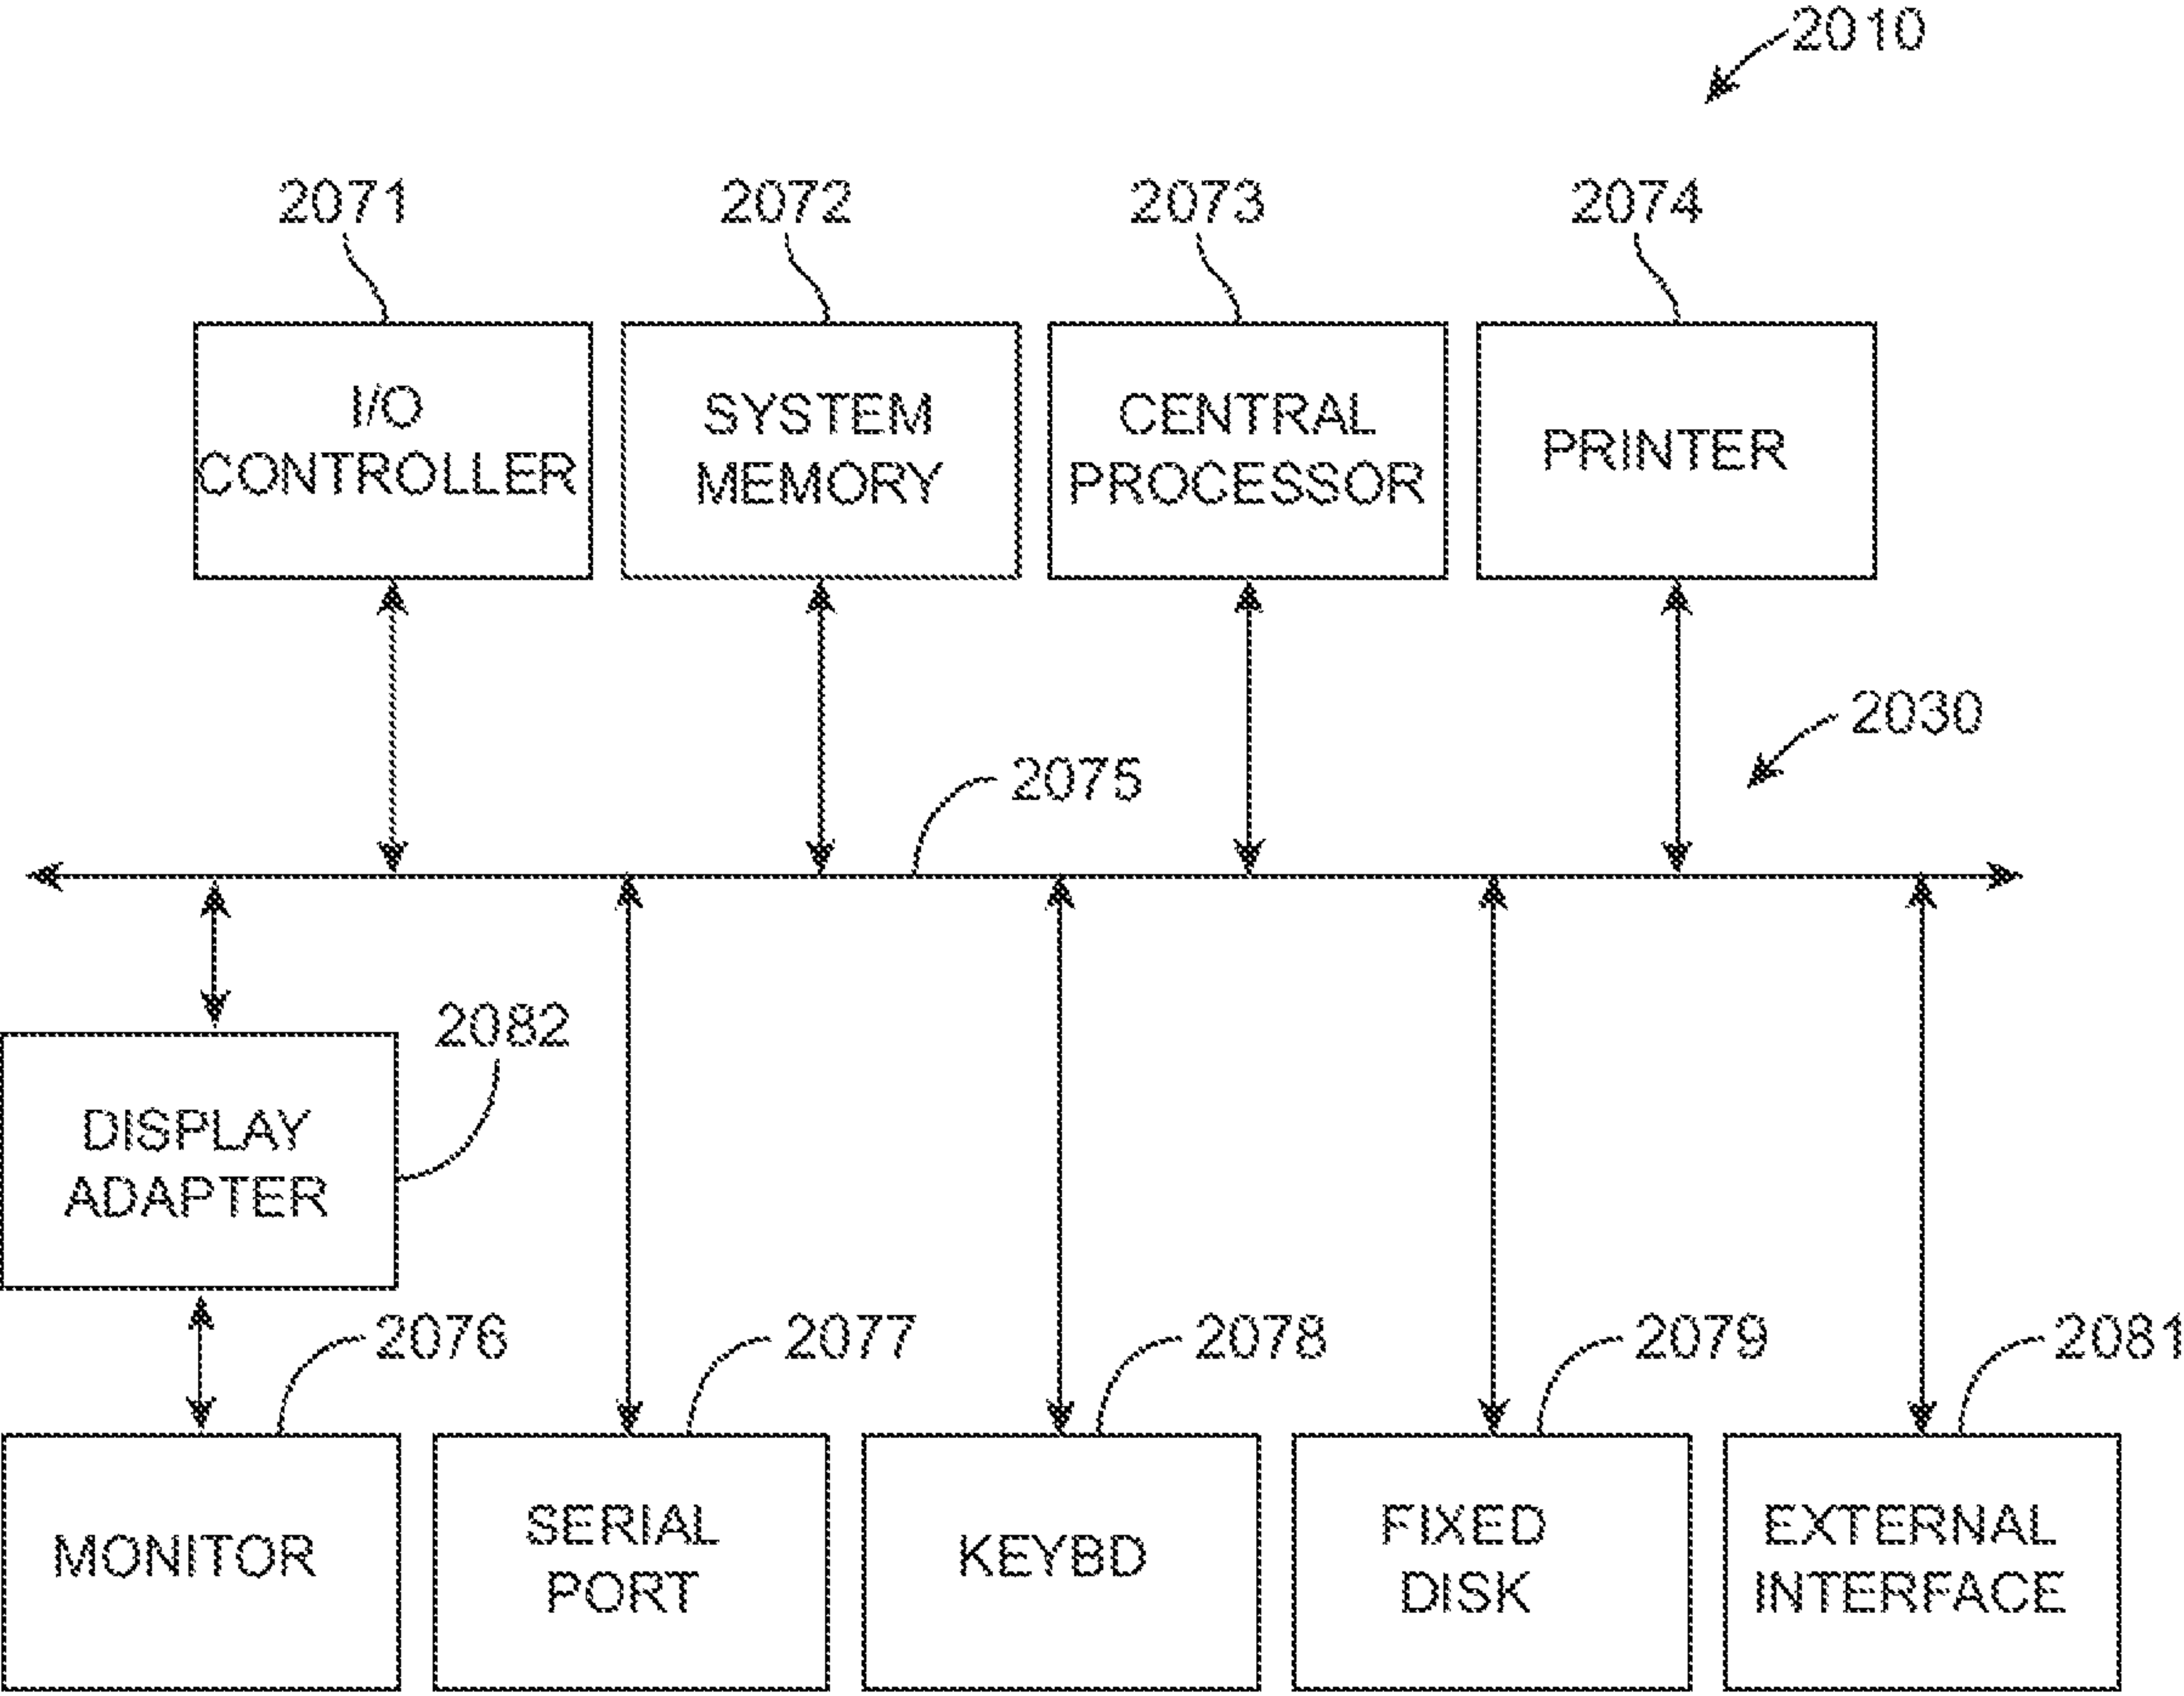 2010
2071
2072
2073
2074
I/O
CONTROLLER
SYSTEM
MEMORY
CENTRAL
PROCESSOR
PRINTER
2030
2075
2082
DISPLAY
ADAPTER
2076
2077
2078
2079
2081
MONITOR
SERIAL
PORT
KEYBD
FIXED
DISK
EXTERNAL
INTERFACE